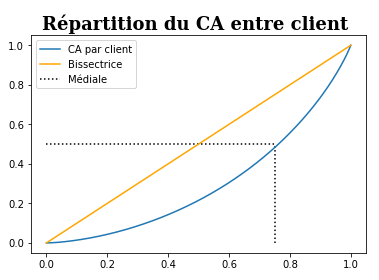 Répartition du CA entre client
CA par client
Bissectrice
Médiale
1.0
0.8
0.6
0.4
0.2
0.0
0.0 0.2 0.4 0.6 0.8 1.0